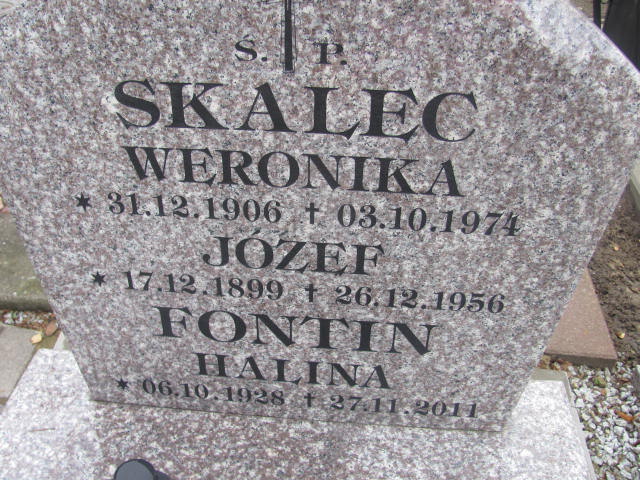 Ś. P.
SKALEC
WERONIKA
* 31.12.1906 † 03.10.1974
JÓZEF
* 17.12.1899 † 26.12.1956
FONTIN
HALINA
* 06.10.1928 † 27.11.2011